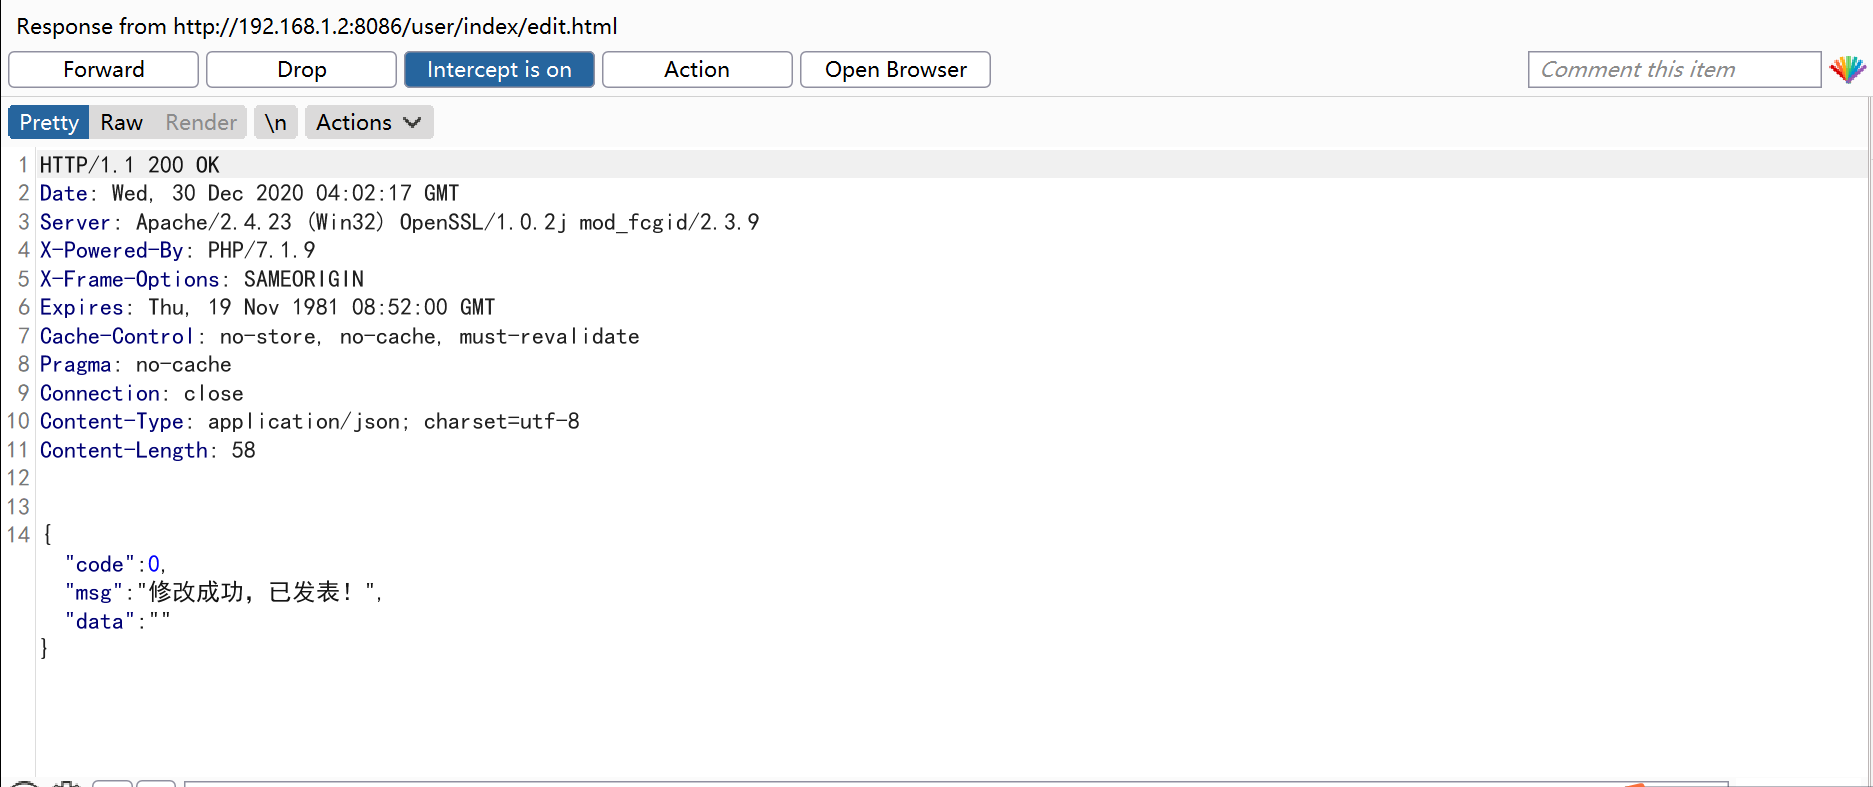 Response from http://192.168.1.2:8086/user/index/edit.html
Forward Drop Intercept is on Action Open Browser Comment this item
Pretty Raw Render \n Actions
1 HTTP/1.1 200 OK
2 Date: Wed, 30 Dec 2020 04:02:17 GMT
3 Server: Apache/2.4.23 (Win32) OpenSSL/1.0.2j mod_fcgid/2.3.9
4 X-Powered-By: PHP/7.1.9
5 X-Frame-Options: SAMEORIGIN
6 Expires: Thu, 19 Nov 1981 08:52:00 GMT
7 Cache-Control: no-store, no-cache, must-revalidate
8 Pragma: no-cache
9 Connection: close
10 Content-Type: application/json; charset=utf-8
11 Content-Length: 58
12
13
14 {
"code":0,
"msg":"修改成功，已发表！",
"data":""
}